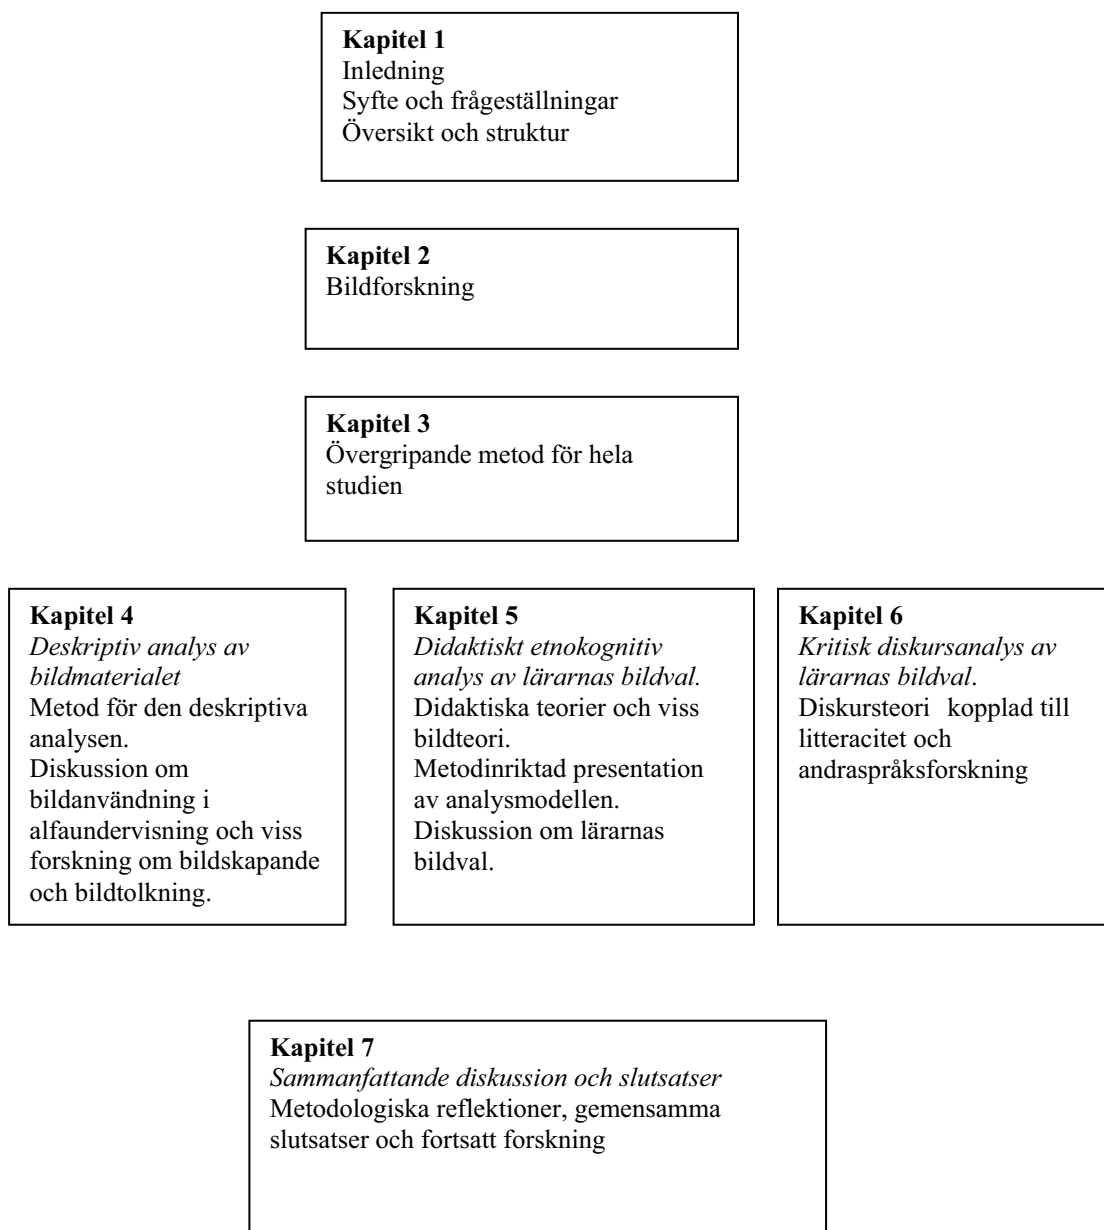 Kapitel 1
Inledning
Syfte och frågeställningar
Översikt och struktur
Kapitel 2
Bildforskning
Kapitel 3
Övergripande metod för hela
studien
Kapitel 4
Deskriptiv analys av
bildmaterialet
Metod för den deskriptiva
analysen.
Diskussion om
bildanvändning i
alfaundervisning och viss
forskning om bildskapande
och bildtolkning.
Kapitel 5
Didaktiskt etnokognitiv
analys av lärarnas bildval.
Didaktiska teorier och viss
bildteori.
Metodinriktad presentation
av analysmodellen.
Diskussion om lärarnas
bildval.
Kapitel 6
Kritisk diskursanalys av
lärarnas bildval.
Diskursteori kopplad till
litteracitet och
andraspråksforskning
Kapitel 7
Sammanfattande diskussion och slutsatser
Metodologiska reflektioner, gemensamma
slutsatser och fortsatt forskning